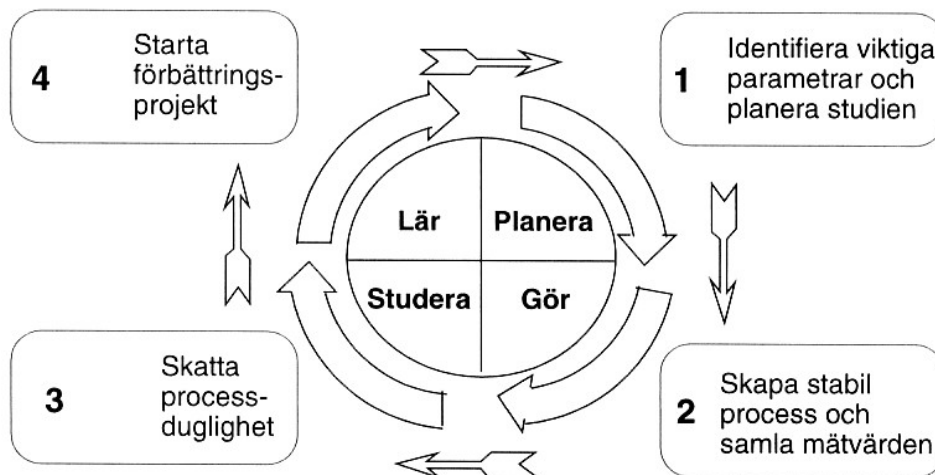 4
Starta
förbättrings-
projekt
1
Identifiera viktiga
parametrar och
planera studien
Lär
Planera
Studera
Gör
3
Skatta
process-
duglighet
2
Skapa stabil
process och
samla mätvärden